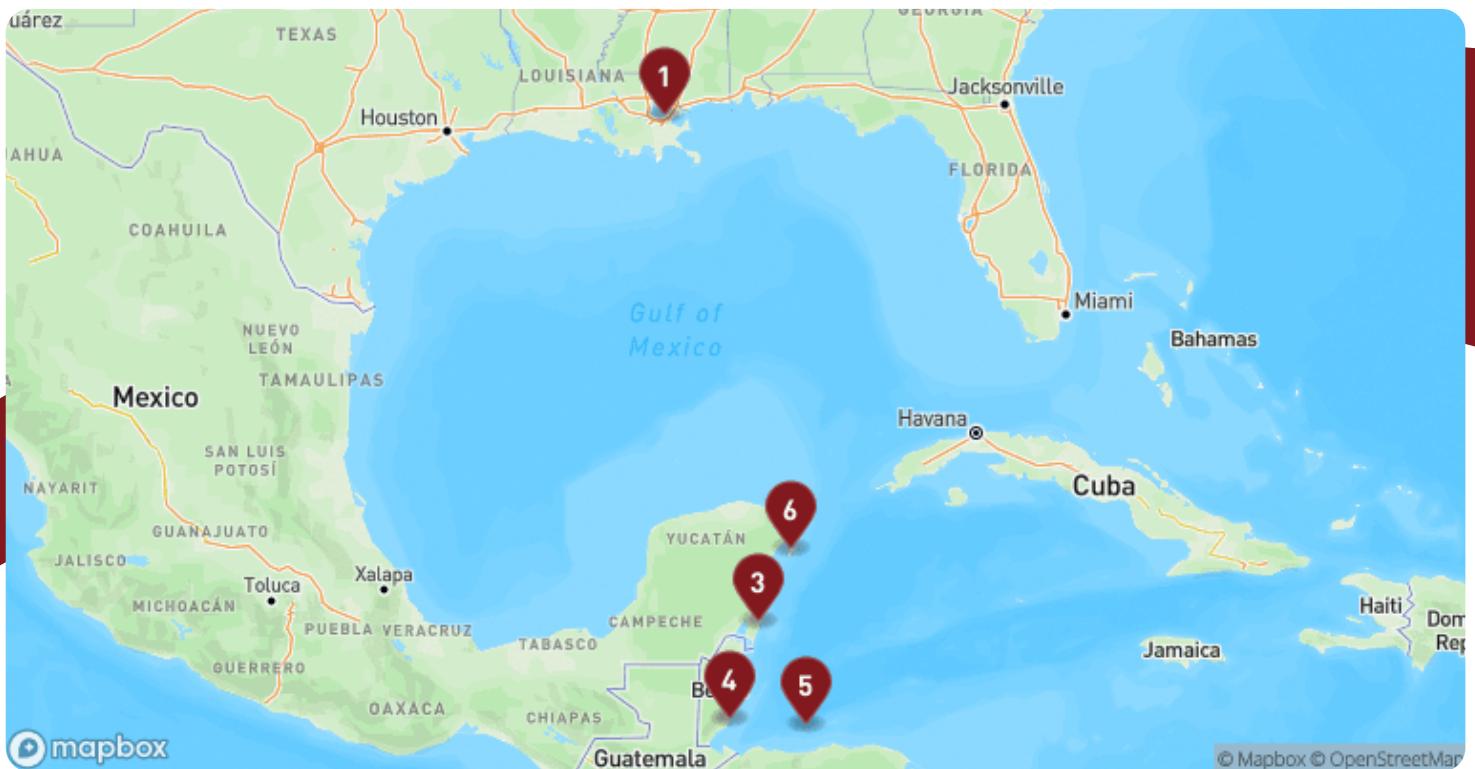 uárez
TEXAS
GEORGIA
LOUISIANA
1
Jacksonville
Houston
AHUA
FLORIDA
COAHUILA
Gulf of
Mexico
Miami
NUEVO
LEÓN
Bahamas
TAMAULIPAS
Mexico
Havana
SAN LUIS
POTOSÍ
Cuba
NAYARIT
6
GUANAJUATO
YUCATÁN
JALISCO
Toluca
Xalapa
3
MICHOACÁN
Haiti
PUEBLA
VERACRUZ
CAMPECHE
Dom
Rep
TABASCO
Jamaica
GUERRERO
Be
4
5
OAXACA
CHIAPAS
Guatemala
mapbox
© Mapbox © OpenStreetMap